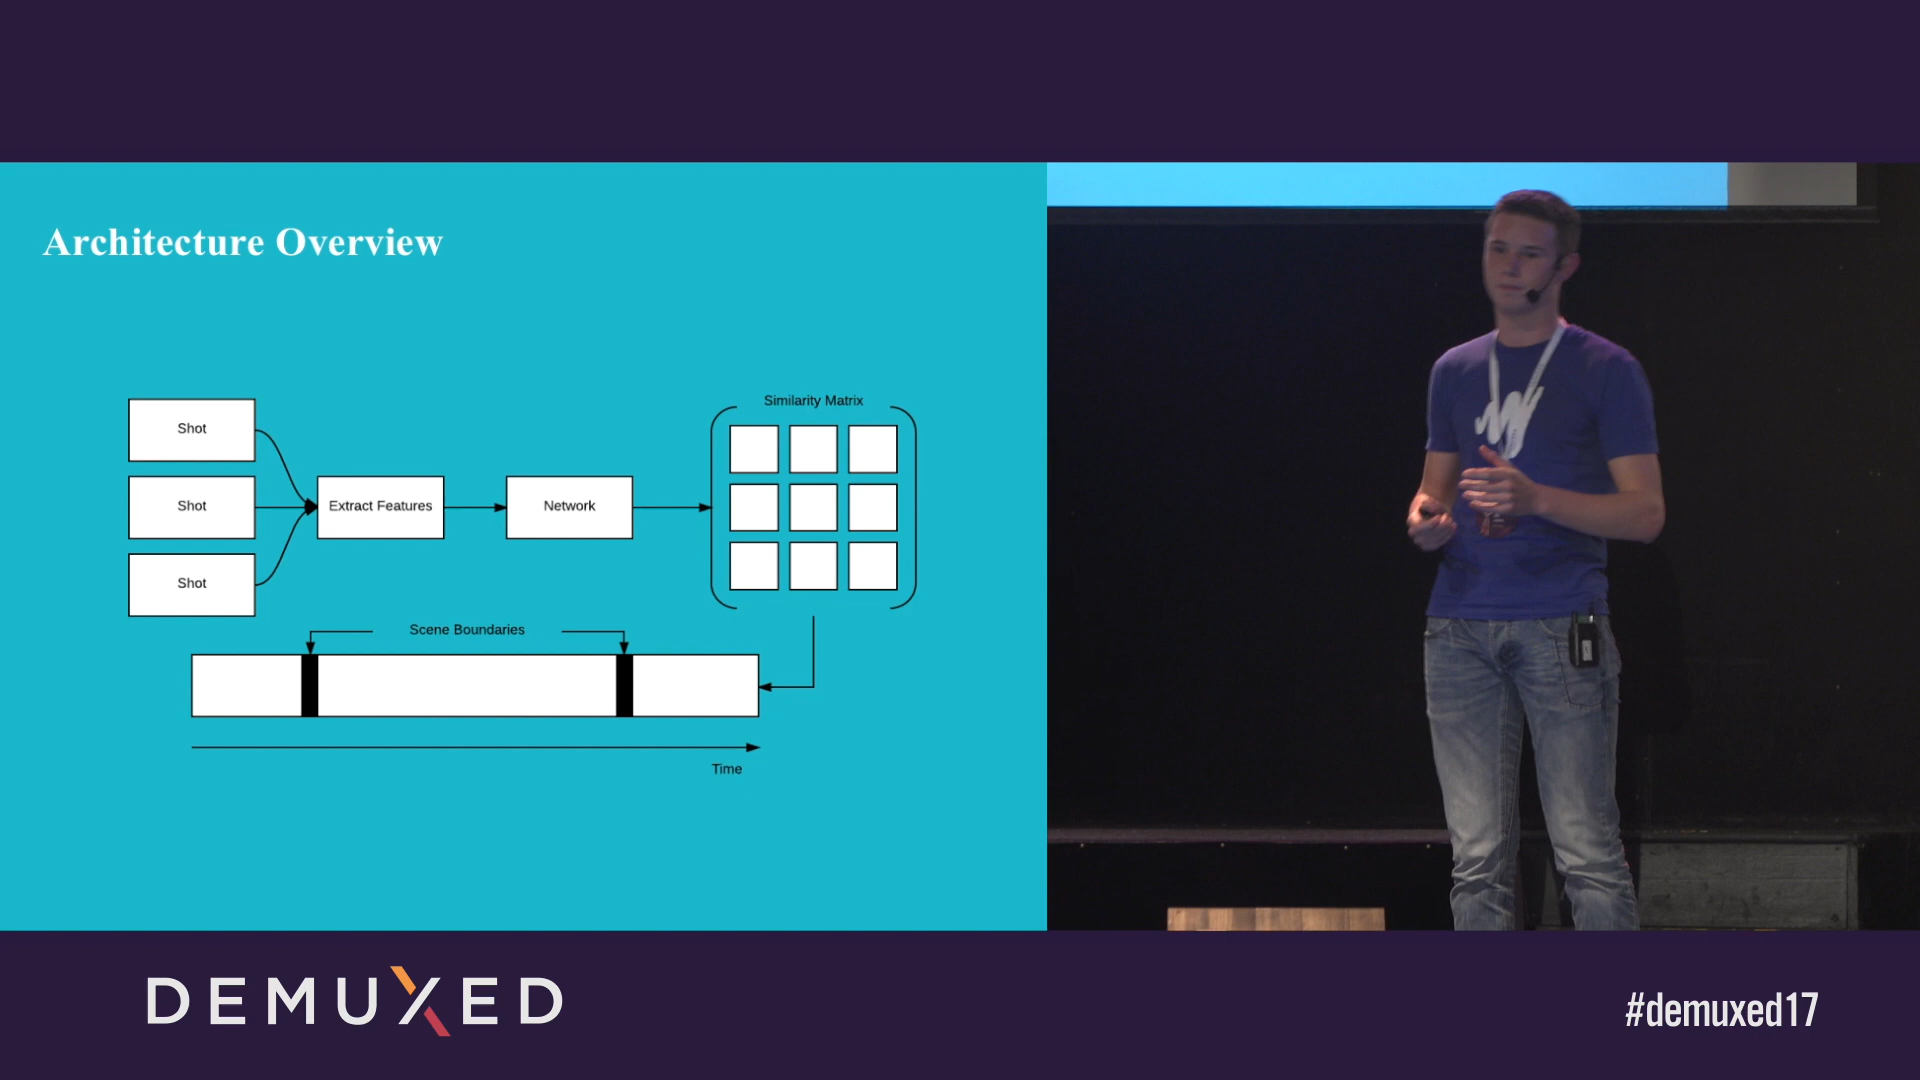 Architecture Overview
Similarity Matrix
Shot
Shot
Extract Features
Network
Shot
Scene Boundaries
Time
DEMUXED
#demuxed17